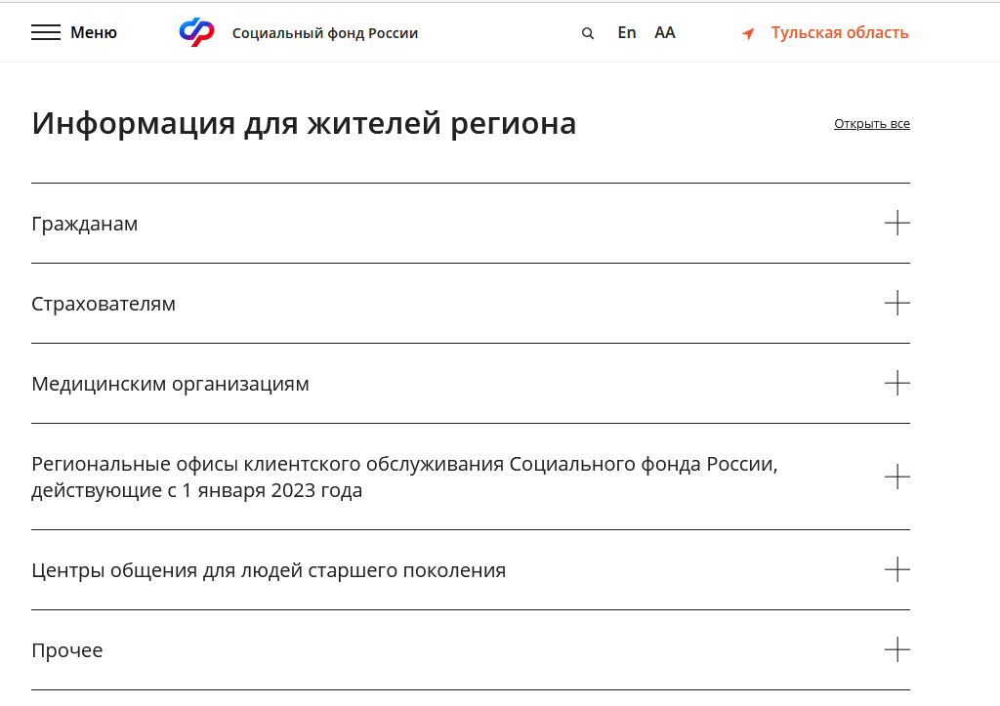 Меню
Социальный фонд России
En
АА
Тульская область
Информация для жителей региона
Открыть все
Гражданам
Страхователям
Медицинским организациям
Региональные офисы клиентского обслуживания Социального фонда России,
действующие с 1 января 2023 года
Центры общения для людей старшего поколения
Прочее